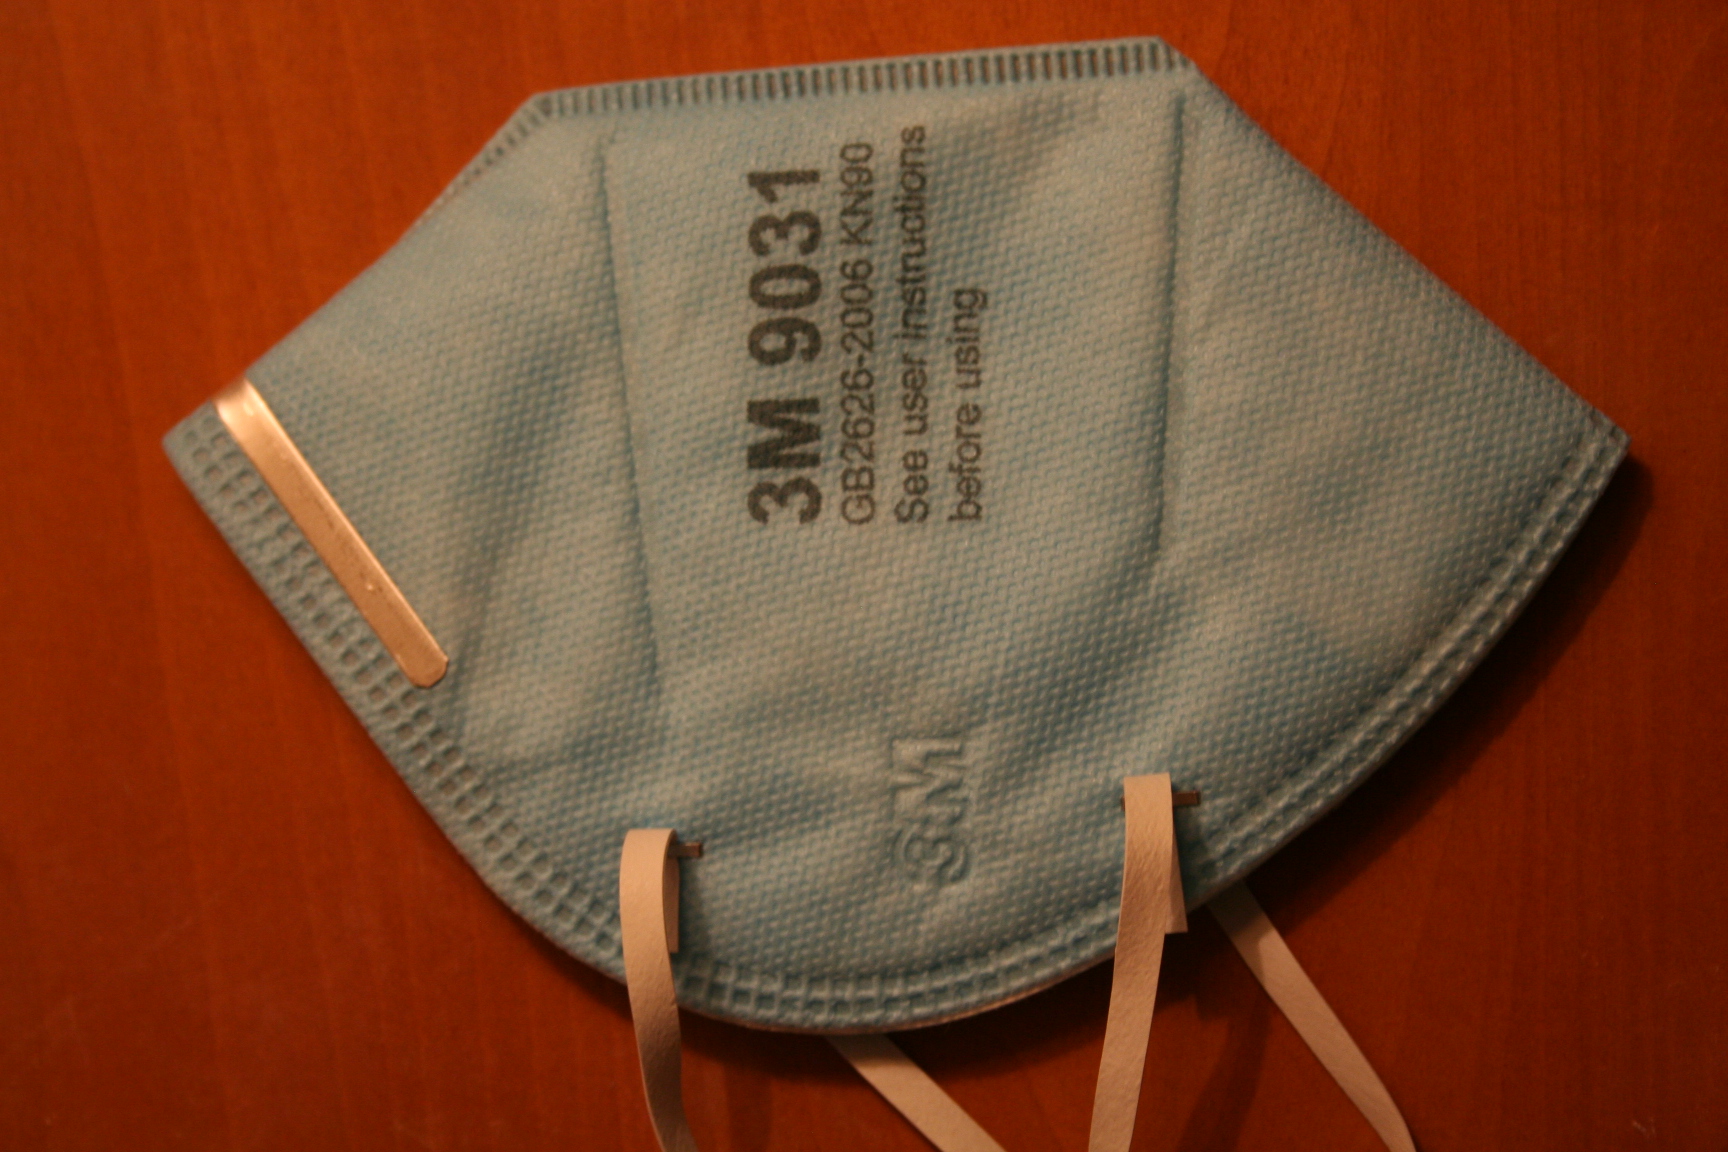 3M 9031
GB2626-2006 KN90
See user instructions
before using
3M